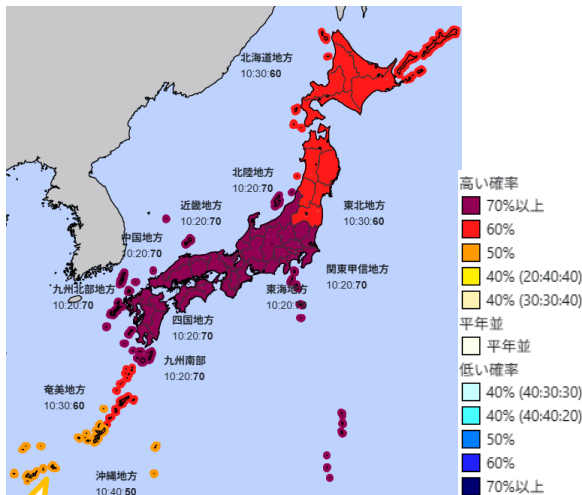 北海道地方
10:30:60
北陸地方
10:20:70
東北地方
10:30:60
近畿地方
10:20:70
中国地方
10:20:70
関東甲信地方
10:20:70
九州北部地方
10:20:70
東海地方
10:20:
四国地方
10:20:70
九州南部
10:20:70
奄美地方
10:30:60
沖縄地方
10:40:50
高い確率
70%以上
60%
50%
40% (20:40:40)
40% (30:30:40)
平年並
平年並
低い確率
40% (40:30:30)
40% (40:40:20)
50%
60%
70%以上